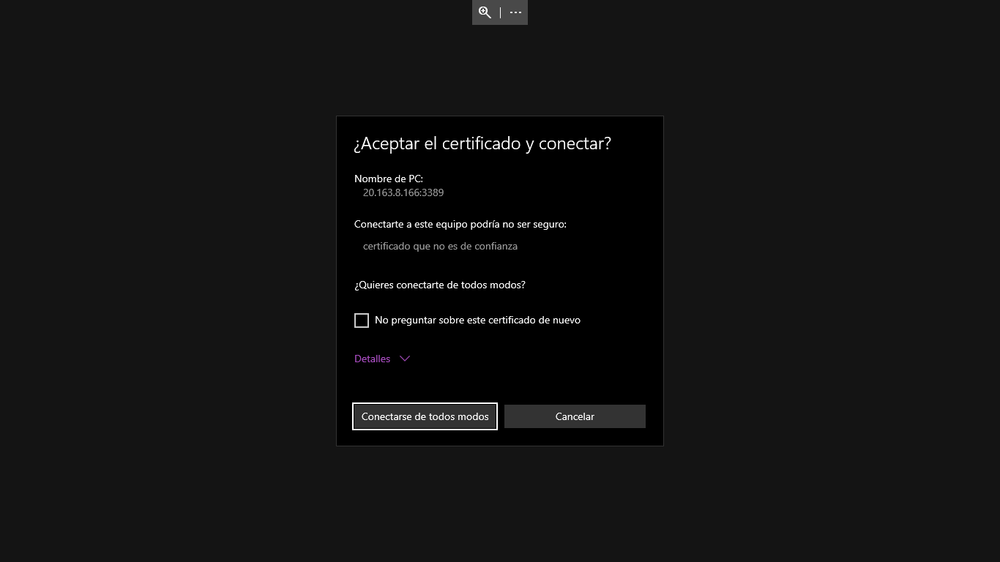 ¿Aceptar el certificado y conectar?
Nombre de PC:
20.163.8.166:3389
Conectarte a este equipo podría no ser seguro:
certificado que no es de confianza
¿Quieres conectarte de todos modos?
No preguntar sobre este certificado de nuevo
Detalles
Conectarse de todos modos
Cancelar